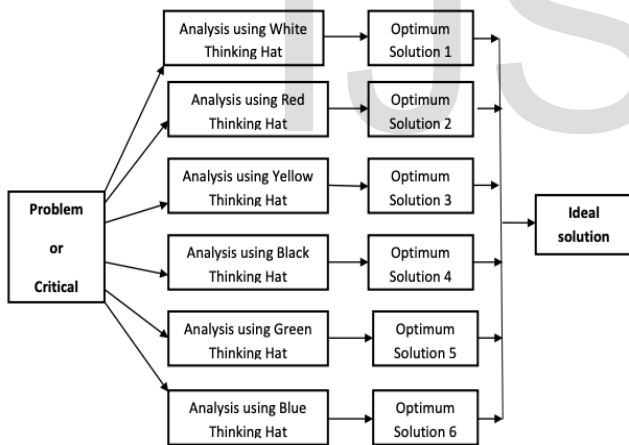 IJS
Analysis using White
Thinking Hat
Optimum
Solution 1
Analysis using Red
Thinking Hat
Optimum
Solution 2
Analysis using Yellow
Thinking Hat
Optimum
Solution 3
Problem
or
Critical
Ideal
solution
Analysis using Black
Thinking Hat
Optimum
Solution 4
Analysis using Green
Thinking Hat
Optimum
Solution 5
Analysis using Blue
Thinking Hat
Optimum
Solution 6